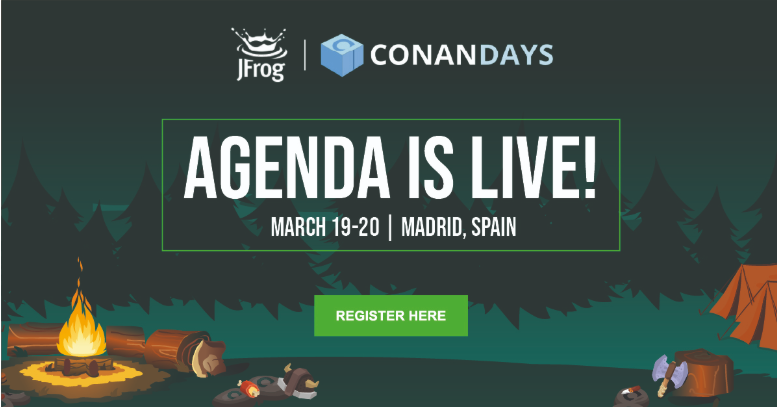 JFrog | CONANDAYS
AGENDA IS LIVE!
MARCH 19-20 | MADRID, SPAIN
REGISTER HERE